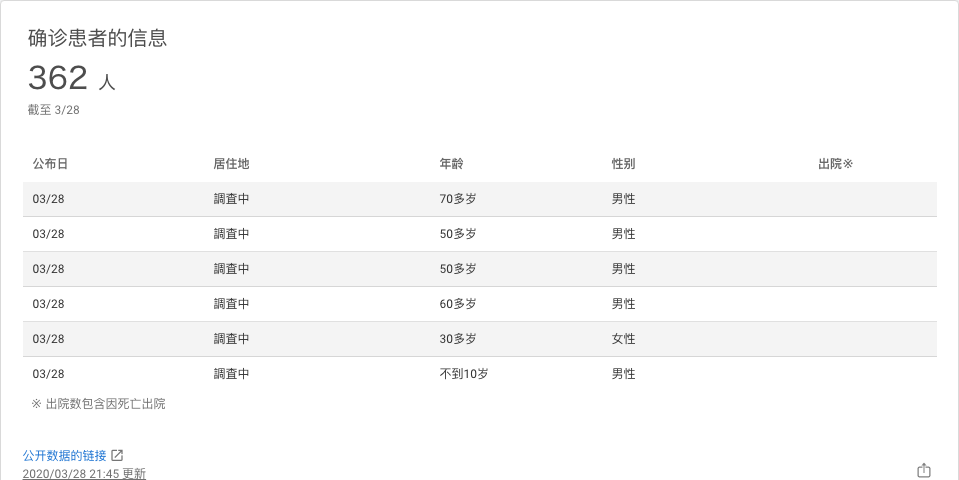 确诊患者的信息
362 人
截至 3/28
公布日 居住地 年龄 性别 出院※
03/28 調査中 70多岁 男性
03/28 調査中 50多岁 男性
03/28 調査中 50多岁 男性
03/28 調査中 60多岁 男性
03/28 調査中 30多岁 女性
03/28 調査中 不到10岁 男性
※ 出院数包含因死亡出院
公开数据的链接
2020/03/28 21:45 更新